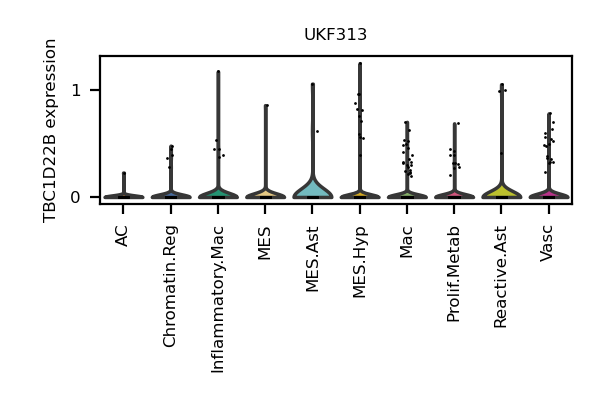 UKF313
TBC1D22B expression
1
0
AC
Chromatin.Reg
Inflammatory.Mac
MES
MES.Ast
MES.Hyp
Mac
Prolif.Metab
Reactive.Ast
Vasc